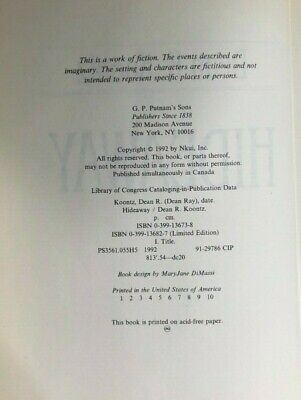 This is a work of fiction. The events described are
imaginary. The setting and characters are fictitious and not
intended to represent specific places or persons.
G. P. Putnam's Sons
Publishers Since 1838
200 Madison Avenue
New York, NY 10016
Copyright © 1992 by Nkui, Inc.
All rights reserved. This book, or parts thereof,
may not be reproduced in any form without permission.
Published simultaneously in Canada
Library of Congress Cataloging-in-Publication Data
Koontz, Dean R. (Dean Ray), date.
Hideaway / Dean R. Koontz.
p. cm.
ISBN 0-399-13673-8
ISBN 0-399-13682-7 (Limited Edition)
I. Title.
PS3561.O55H5 1992 91-29786 CIP
813'.54—dc20
Book design by MaryJane DiMassi
Printed in the United States of America
1 2 3 4 5 6 7 8 9 10
This book is printed on acid-free paper.